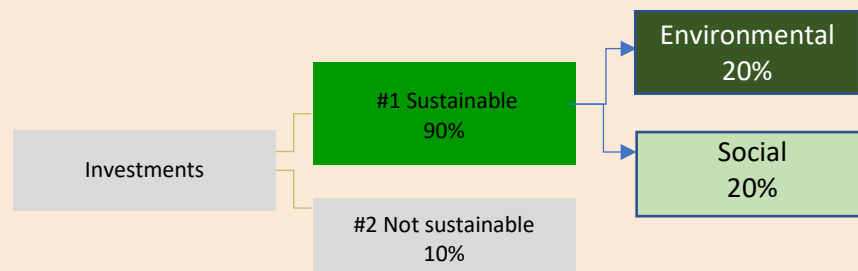 Investments
#1 Sustainable
90%
#2 Not sustainable
10%
Environmental
20%
Social
20%